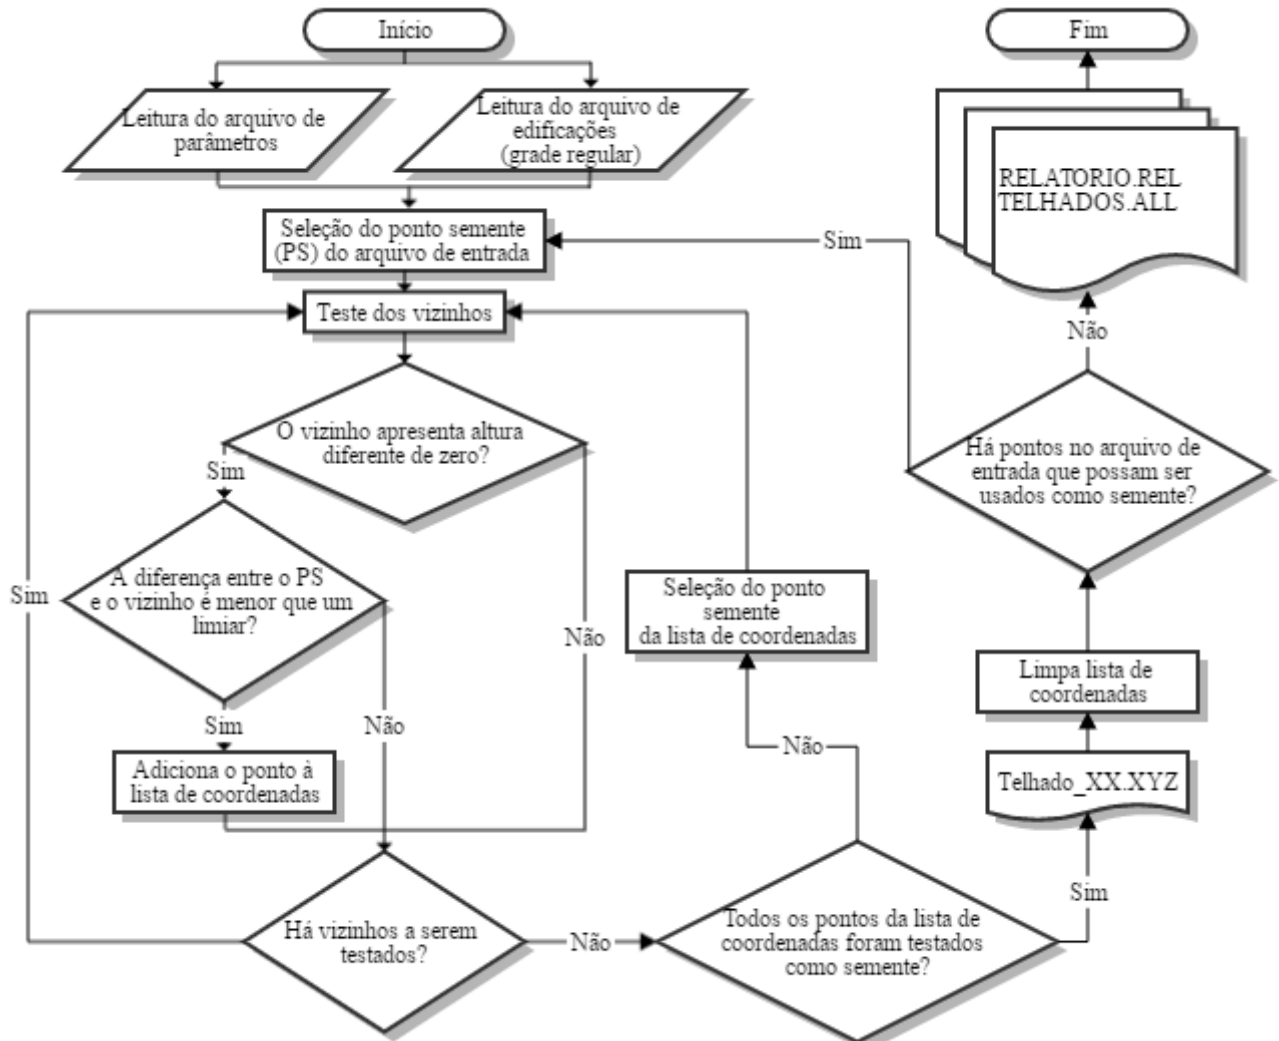 Início
Leitura do arquivo de
parâmetros
Leitura do arquivo de
edificações
(grade regular)
Seleção do ponto semente
(PS) do arquivo de entrada
Teste dos vizinhos
O vizinho apresenta altura
diferente de zero?
Sim
A diferença entre o PS
e o vizinho é menor que um
limiar?
Sim
Não
Não
Sim
Adiciona o ponto à
lista de coordenadas
Há vizinhos a serem
testados?
Não
Todos os pontos da lista de
coordenadas foram testados
como semente?
Não
Seleção do ponto
semente
da lista de coordenadas
Sim
Telhado_XX.XYZ
Limpa lista de
coordenadas
Há pontos no arquivo de
entrada que possam ser
usados como semente?
Sim
Não
RELATORIO.REL
TELHADOS.ALL
Fim